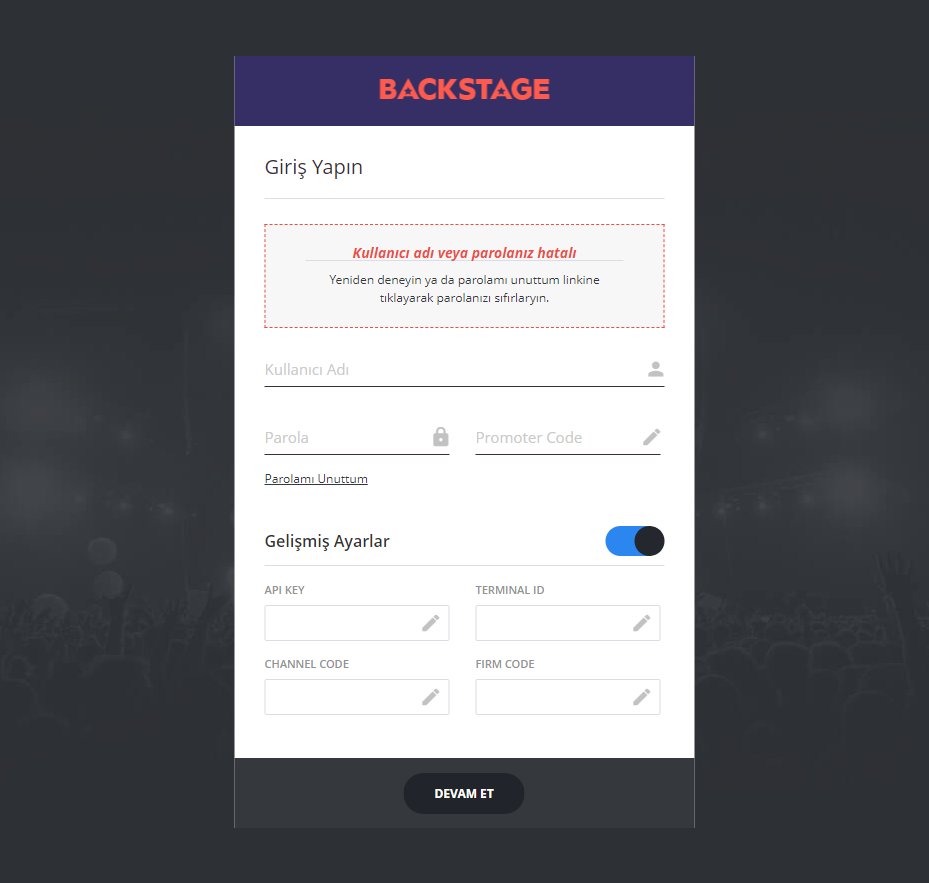 BACKSTAGE
Giriş Yapın
Kullanıcı adı veya parolanız hatalı
Yeniden deneyin ya da parolamı unuttum linkine
tıklayarak parolanızı sıfırlaryın.
Kullanıcı Adı
Parola
Promoter Code
Parolamı Unuttum
Gelişmiş Ayarlar
API KEY
TERMINAL ID
CHANNEL CODE
FIRM CODE
DEVAM ET